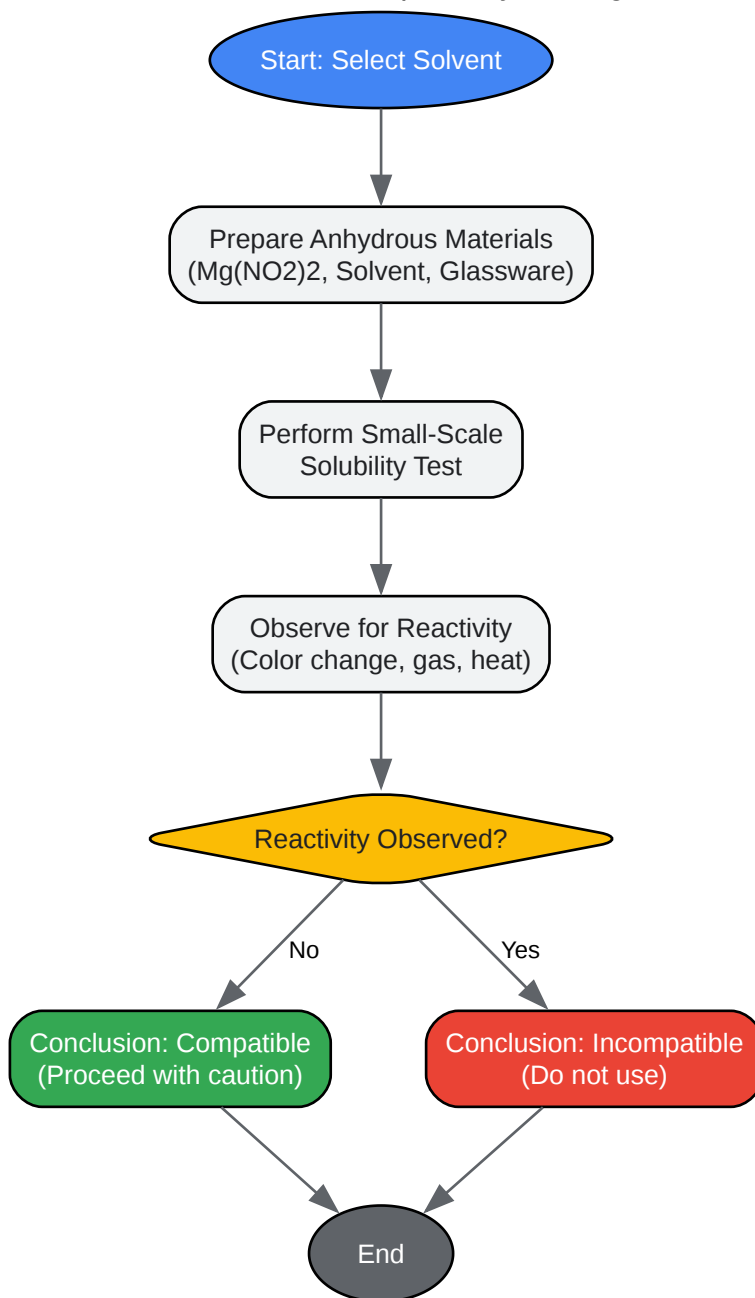 Start: Select Solvent
Prepare Anhydrous Materials
(Mg(NO2)2, Solvent, Glassware)
Perform Small-Scale
Solubility Test
Observe for Reactivity
(Color change, gas, heat)
Reactivity Observed?
No
Yes
Conclusion: Compatible
(Proceed with caution)
Conclusion: Incompatible
(Do not use)
End